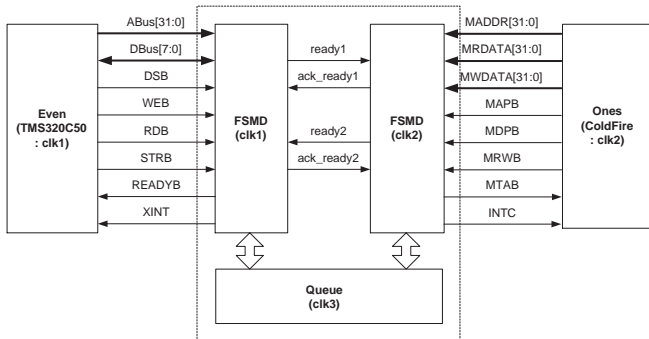 ABus[31:0]
DBus[7:0]
DSB
WEB
RDB
STRB
READYB
XINT
Even
(TMS320C50
: clk1)
FSMD
(clk1)
ready1
ack_ready1
ready2
ack_ready2
FSMD
(clk2)
MADDR[31:0]
MRDATA[31:0]
MWDATA[31:0]
MAPB
MDPB
MRWB
MTAB
INTC
Ones
(ColdFire
: clk2)
Queue
(clk3)